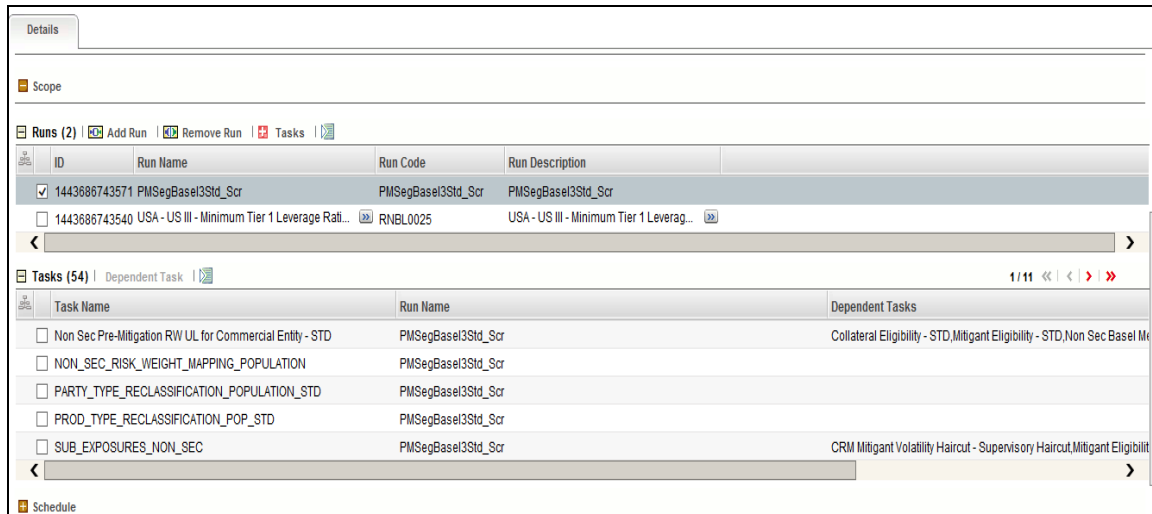 Details
Scope
Runs (2) | Add Run | Remove Run | Tasks |
ID Run Name Run Code Run Description
1443686743571 PMSegBasel3Std_Scr PMSegBasel3Std_Scr PMSegBasel3Std_Scr
1443686743540 USA - US III - Minimum Tier 1 Leverage Rati... RNBL0025 USA - US III - Minimum Tier 1 Leverag...
Tasks (54) | Dependent Task | 1 / 11
Task Name Run Name Dependent Tasks
Non Sec Pre-Mitigation RW UL for Commercial Entity - STD PMSegBasel3Std_Scr Collateral Eligibility - STD,Mitigant Eligibility - STD,Non Sec Basel Me
NON_SEC_RISK_WEIGHT_MAPPING_POPULATION PMSegBasel3Std_Scr
PARTY_TYPE_RECLASSIFICATION_POPULATION_STD PMSegBasel3Std_Scr
PROD_TYPE_RECLASSIFICATION_POP_STD PMSegBasel3Std_Scr
SUB_EXPOSURES_NON_SEC PMSegBasel3Std_Scr CRM Mitigant Volatility Haircut - Supervisory Haircut,Mitigant Eligibilit
Schedule